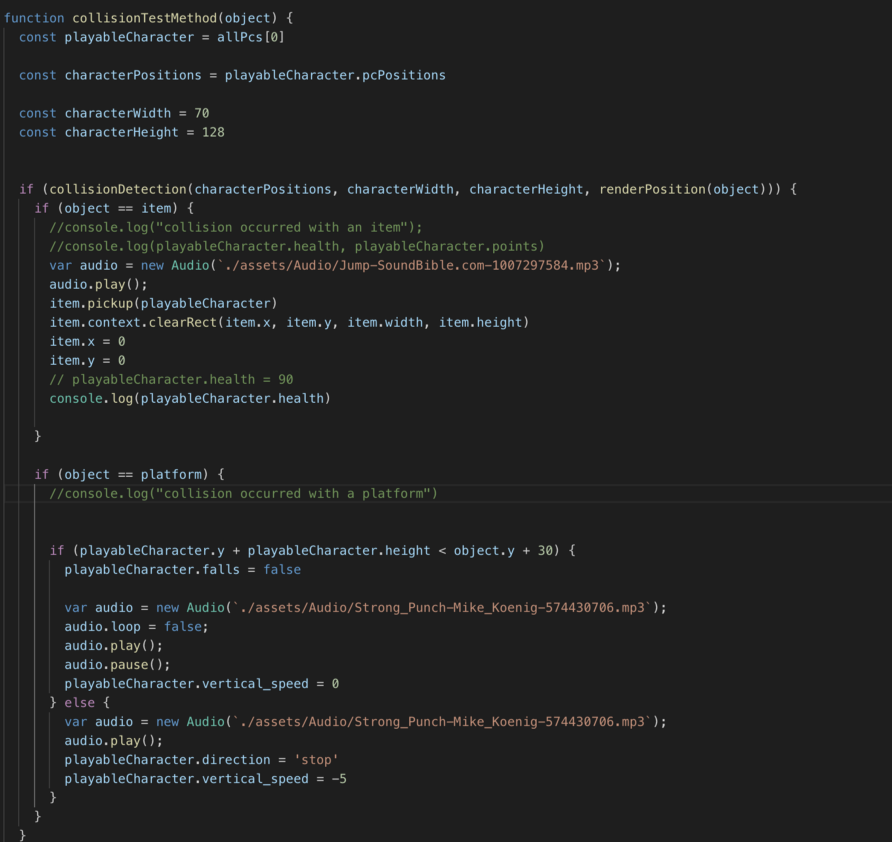 function collisionTestMethod(object) {
const playableCharacter = allPcs[0]
const characterPositions = playableCharacter.pcPositions
const characterWidth = 70
const characterHeight = 128
if (collisionDetection(characterPositions, characterWidth, characterHeight, renderPosition(object))) {
if (object == item) {
//console.log("collision occurred with an item");
//console.log(playableCharacter.health, playableCharacter.points)
var audio = new Audio(`./assets/Audio/Jump-SoundBible.com-1007297584.mp3`);
audio.play();
item.pickup(playableCharacter)
item.context.clearRect(item.x, item.y, item.width, item.height)
item.x = 0
item.y = 0
// playableCharacter.health = 90
console.log(playableCharacter.health)
}
if (object == platform) {
//console.log("collision occurred with a platform")
if (playableCharacter.y + playableCharacter.height < object.y + 30) {
playableCharacter.falls = false
var audio = new Audio(`./assets/Audio/Strong_Punch-Mike_Koenig-574430706.mp3`);
audio.loop = false;
audio.play();
audio.pause();
playableCharacter.vertical_speed = 0
} else {
var audio = new Audio(`./assets/Audio/Strong_Punch-Mike_Koenig-574430706.mp3`);
audio.play();
playableCharacter.direction = 'stop'
playableCharacter.vertical_speed = -5
}
}
}